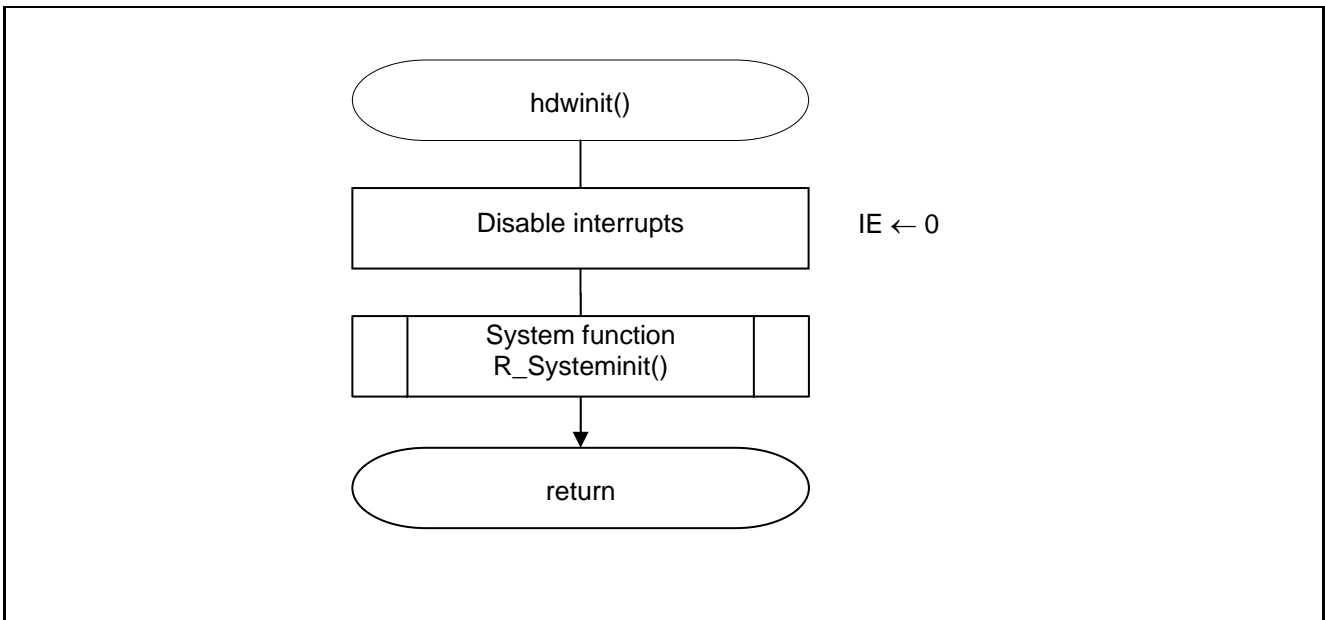 hdwinit()
Disable interrupts
IE ← 0
System function
R_Systeminit()
return